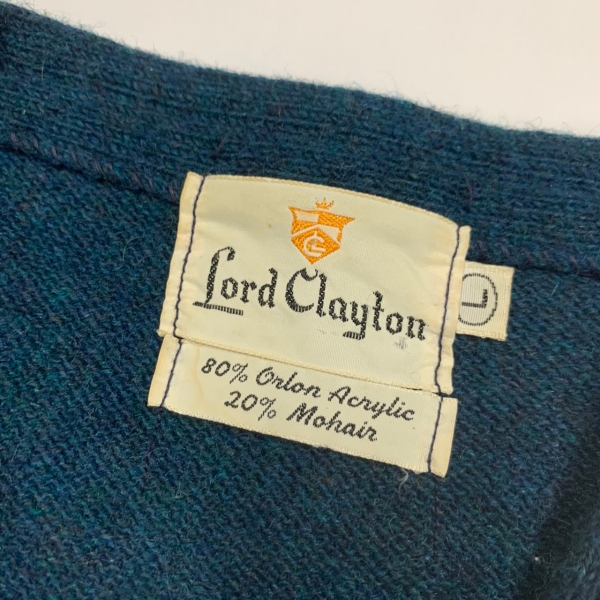 Lord Clayton
L
80% Orlon Acrylic
20% Mohair